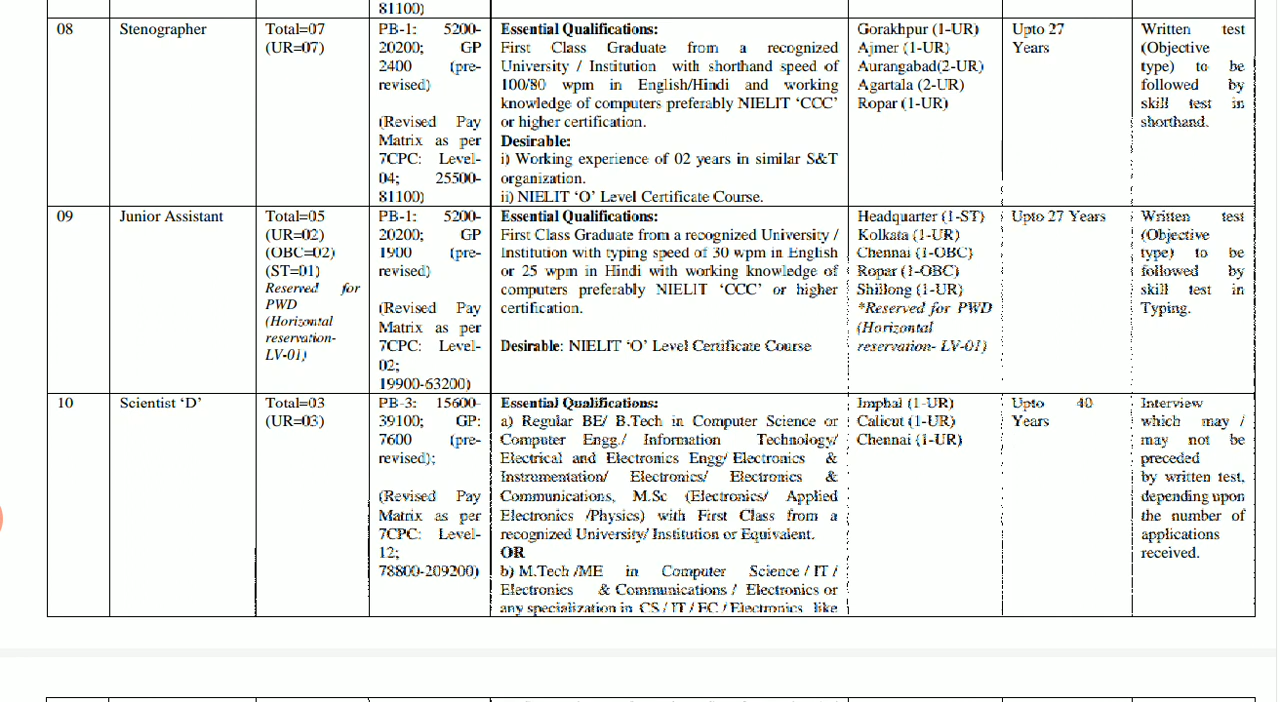 81100)
08
Stenographer
Total=07
(UR=07)
PB-1: 5200-
20200; GP
2400 (pre-
revised)
(Revised Pay
Matrix as per
7CPC: Level-
04; 25500-
81100)
Essential Qualifications:
First Class Graduate from a recognized
University / Institution with shorthand speed of
100/80 wpm in English/Hindi and working
knowledge of computers preferably NIELIT ‘CCC’
or higher certification.
Desirable:
i) Working experience of 02 years in similar S&T
organization.
ii) NIELIT ‘O’ Level Certificate Course.
Gorakhpur (1-UR)
Ajmer (1-UR)
Aurangabad(2-UR)
Agartala (2-UR)
Ropar (1-UR)
Upto 27
Years
Written test
(Objective
type) to be
followed by
skill test in
shorthand.
09
Junior Assistant
Total=05
(UR=02)
(OBC=02)
(ST=01)
Reserved for
PWD
(Horizontal
reservation-
LV-01)
PB-1: 5200-
20200; GP
1900 (pre-
revised)
(Revised Pay
Matrix as per
7CPC: Level-
02;
19900-63200)
Essential Qualifications:
First Class Graduate from a recognized University /
Institution with typing speed of 30 wpm in English
or 25 wpm in Hindi with working knowledge of
computers preferably NIELIT ‘CCC’ or higher
certification.
Desirable: NIELIT ‘O’ Level Certificate Course
Headquarter (1-ST)
Kolkata (1-UR)
Chennai (1-OBC)
Ropar (1-OBC)
Shillong (1-UR)
*Reserved for PWD
(Horizontal
reservation- LV-01)
Upto 27 Years
Written test
(Objective
type) to be
followed by
skill test in
Typing.
10
Scientist ‘D’
Total=03
(UR=03)
PB-3: 15600-
39100; GP:
7600 (pre-
revised);
(Revised Pay
Matrix as per
7CPC: Level-
12;
78800-209200)
Essential Qualifications:
a) Regular BE/ B.Tech in Computer Science or
Computer Engg./ Information Technology/
Electrical and Electronics Engg/ Electronics &
Instrumentation/ Electronics/ Electronics &
Communications, M.Sc (Electronics/ Applied
Electronics /Physics) with First Class from a
recognized University/ Institution or Equivalent.
OR
b) M.Tech /ME in Computer Science / IT /
Electronics & Communications / Electronics or
any specialization in CS / IT / EC / Electronics like
Imphal (1-UR)
Calicut (1-UR)
Chennai (1-UR)
Upto 40
Years
Interview
which may /
may not be
preceded
by written test,
depending upon
the number of
applications
received.